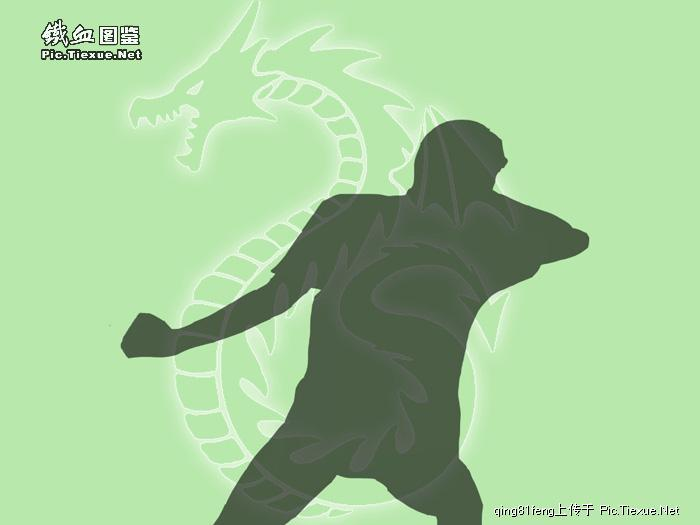 鐵血图鉴
Pic.Tiexue.Net
qing81feng上传于 Pic.Tiexue.Net